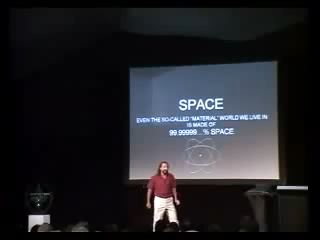 SPACE
EVEN THE SO-CALLED "MATERIAL" WORLD WE LIVE IN
IS MADE OF
99.99999...% SPACE